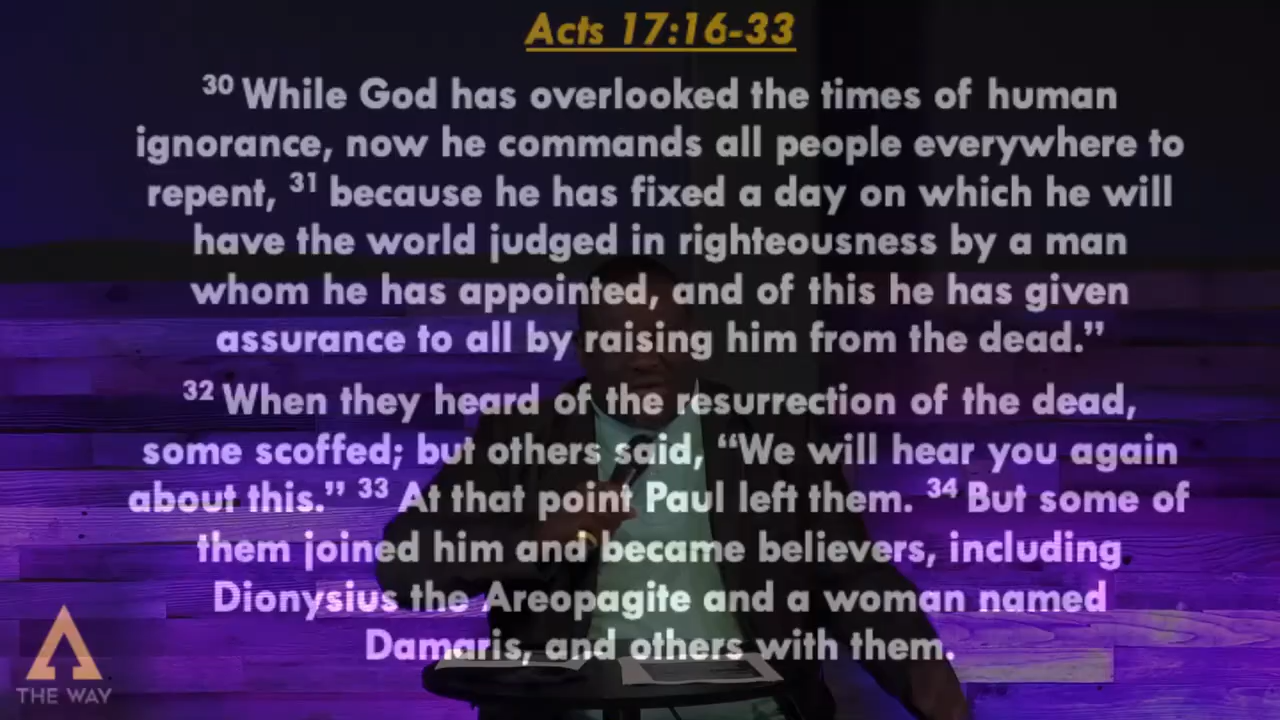 Acts 17:16-33
30 While God has overlooked the times of human
ignorance, now he commands all people everywhere to
repent, 31 because he has fixed a day on which he will
have the world judged in righteousness by a man
whom he has appointed, and of this he has given
assurance to all by raising him from the dead.”
32 When they heard of the resurrection of the dead,
some scoffed; but others said, “We will hear you again
about this.” 33 At that point Paul left them. 34 But some of
them joined him and became believers, including
Dionysius the Areopagite and a woman named
Damaris, and others with them.
THE WAY